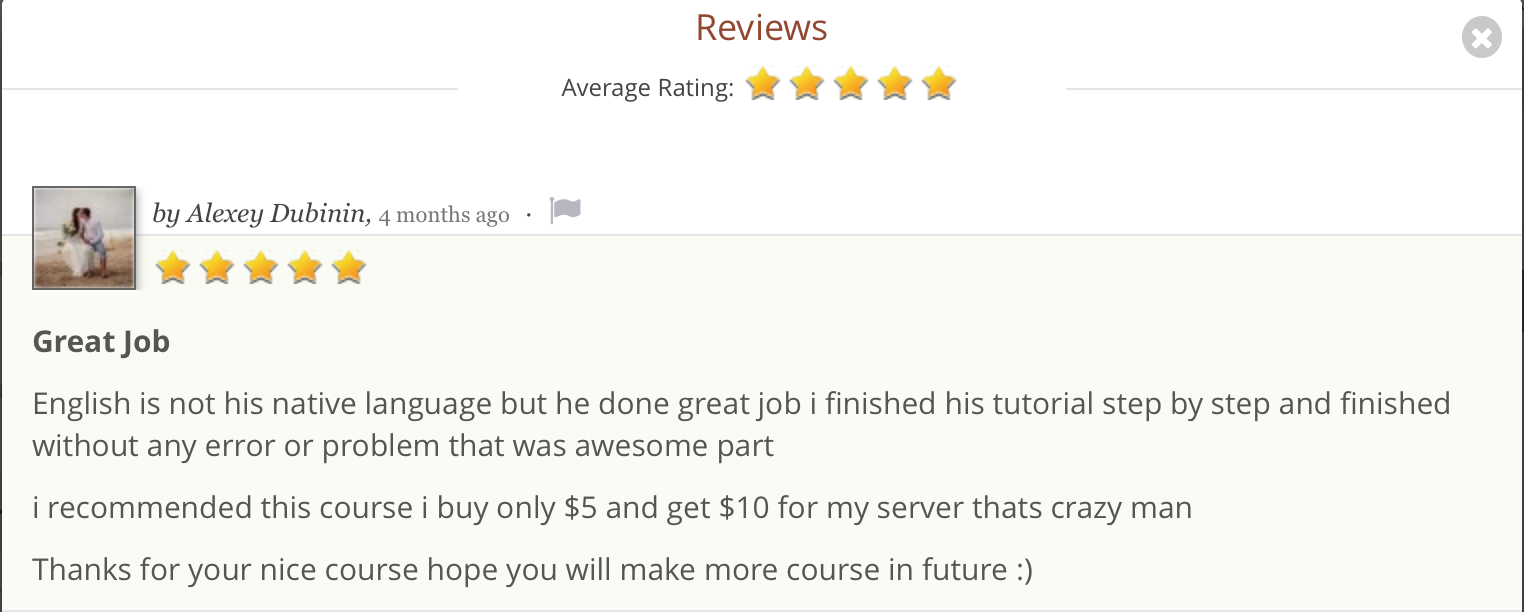 Reviews
Average Rating:
by Alexey Dubinin, 4 months ago ·
Great Job
English is not his native language but he done great job i finished his tutorial step by step and finished
without any error or problem that was awesome part
i recommended this course i buy only $5 and get $10 for my server thats crazy man
Thanks for your nice course hope you will make more course in future :)